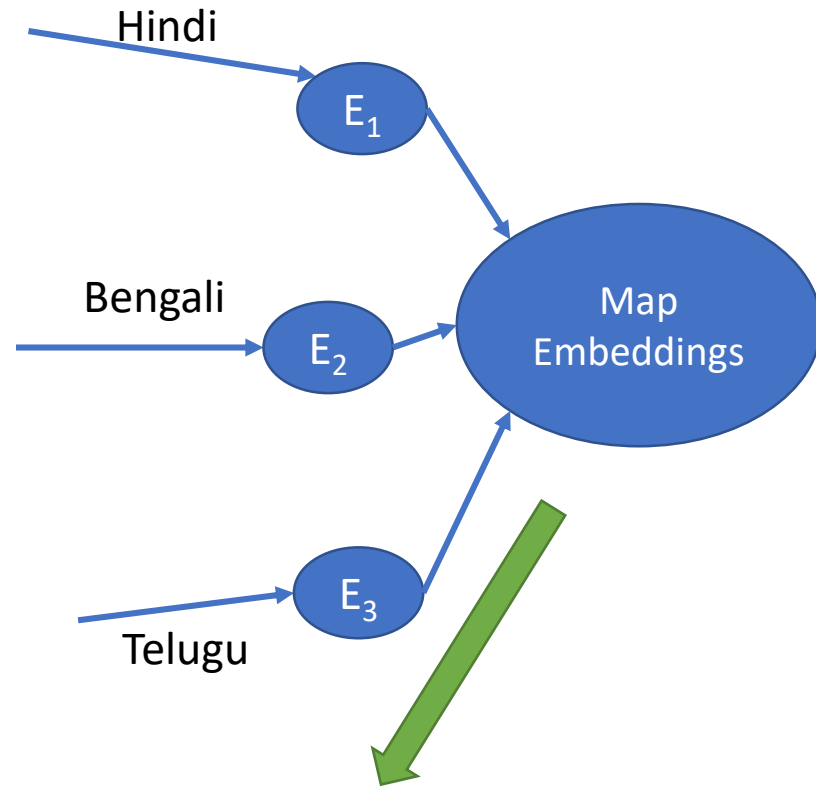 Hindi
E₁
Bengali
E₂
Map
Embeddings
E₃
Telugu